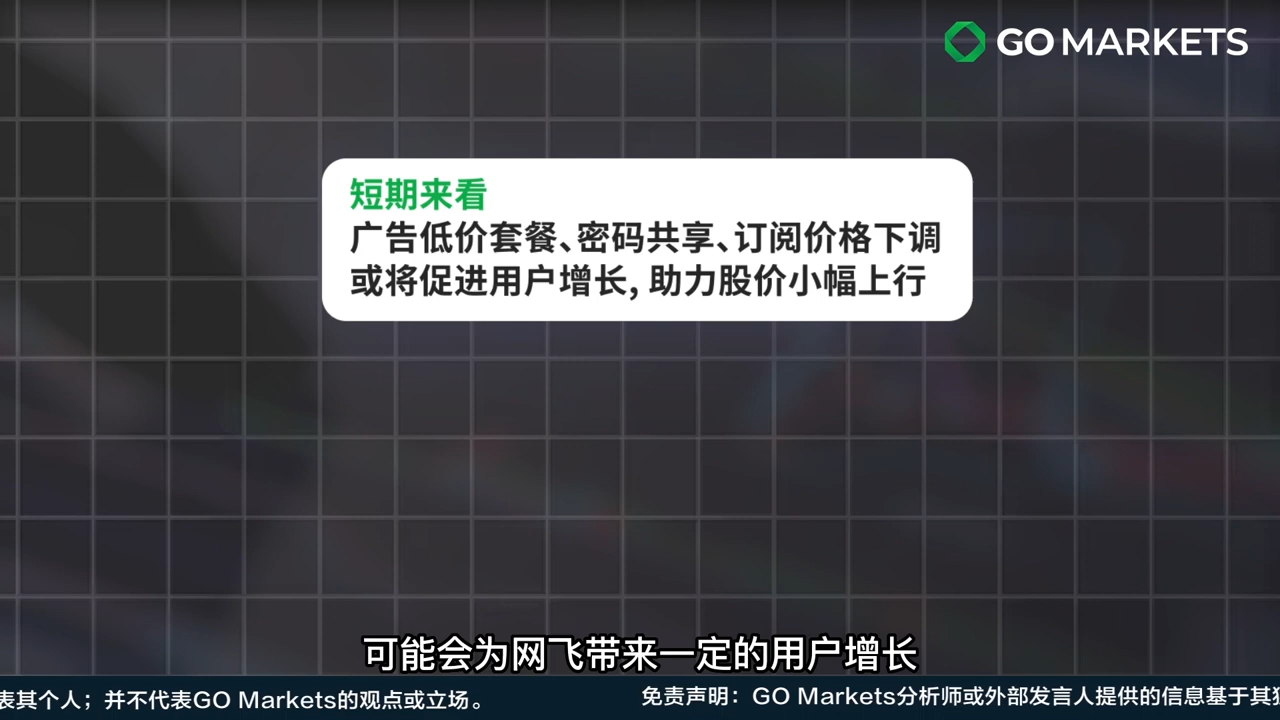 GO MARKETS
短期来看
广告低价套餐、密码共享、订阅价格下调
或将促进用户增长, 助力股价小幅上行
可能会为网飞带来一定的用户增长
表其个人；并不代表GO Markets的观点或立场。
免责声明：GO Markets分析师或外部发言人提供的信息基于其独